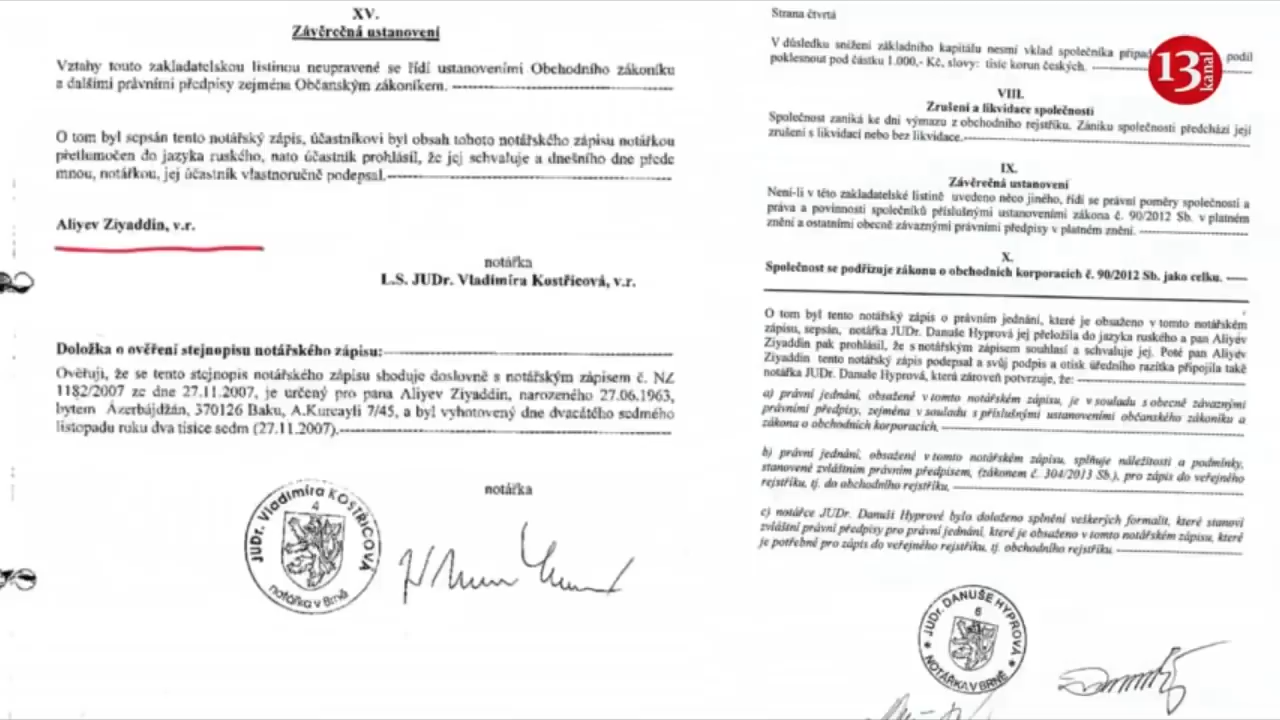 XV.
Závěrečná ustanovení
Vztahy touto zakladatelskou listinou neupravené se řídí ustanoveními Obchodního zákoníku
a dalšími právními předpisy zejména Občanským zákoníkem.
O tom byl sepsán tento notářský zápis, účastníkovi byl obsah tohoto notářského zápisu notářkou
přetlumočen do jazyka ruského, nato účastník prohlásil, že jej schvaluje a dnešního dne přede
mnou, notářkou, jej účastník vlastnoručně podepsal.
Aliyev Ziyaddin, v.r.
notářka
L.S. JUDr. Vladimíra Kostřicová, v.r.
Doložka o ověření stejnopisu notářského zápisu:
Ověřuji, že se tento stejnopis notářského zápisu shoduje doslovně s notářským zápisem č. NZ
1182/2007 ze dne 27.11.2007, je určený pro pana Aliyev Ziyaddin, narozeného 27.06.1963,
bytem Ázerbájdžán, 370126 Baku, A.Kurcayli 7/45, a byl vyhotovený dne dvacátého sedmého
listopadu roku dva tisíce sedm (27.11.2007).
notářka
JUDr. Vladimíra KOSTŘICOVÁ
4
notářka v Brně
Strana čtvrtá
V důsledku snížení základního kapitálu nesmí vklad společníka připad podíl
poklesnout pod částku 1.000,- Kč, slovy: tisíc korun českých.
VIII.
Zrušení a likvidace společnosti
Společnost zaniká ke dni výmazu z obchodního rejstříku. Zániku společnosti předchází její
zrušení s likvidací nebo bez likvidace.
IX.
Závěrečná ustanovení
Není-li v této zakladatelské listině uvedeno něco jiného, řídí se právní poměry společnosti a
práva a povinnosti společníků příslušnými ustanoveními zákona č. 90/2012 Sb. v platném
znění a ostatními obecně závaznými právními předpisy v platném znění.
X.
Společnost se podřizuje zákonu o obchodních korporacích č. 90/2012 Sb. jako celku.
O tom byl tento notářský zápis o právním jednání, které je obsaženo v tomto notářském
zápisu, sepsán, notářka JUDr. Danuše Hyprová jej přeložila do jazyka ruského a pan Aliyev
Ziyaddin pak prohlásil, že s notářským zápisem souhlasí a schvaluje jej. Poté pan Aliyev
Ziyaddin tento notářský zápis podepsal a svůj podpis a otisk úředního razítka připojila také
notářka JUDr. Danuše Hyprová, která zároveň potvrzuje, že:
a) právní jednání, obsažené v tomto notářském zápisu, je v souladu s obecně závaznými
právními předpisy, zejména v souladu s příslušnými ustanoveními občanského zákoníku a
zákona o obchodních korporacích,
b) právní jednání, obsažené v tomto notářském zápisu, splňuje náležitosti a podmínky,
stanovené zvláštním právním předpisem, (zákonem č. 304/2013 Sb.), pro zápis do veřejného
rejstříku, tj. do obchodního rejstříku,
c) notářce JUDr. Danuši Hyprové bylo doloženo splnění veškerých formalit, které stanoví
zvláštní právní předpisy pro právní jednání, které je obsaženo v tomto notářském zápisu, které
je potřebné pro zápis do veřejného rejstříku, tj. obchodního rejstříku.
JUDr. DANUŠE HYPROVÁ
6
NOTÁŘKA V BRNĚ
13
kanal